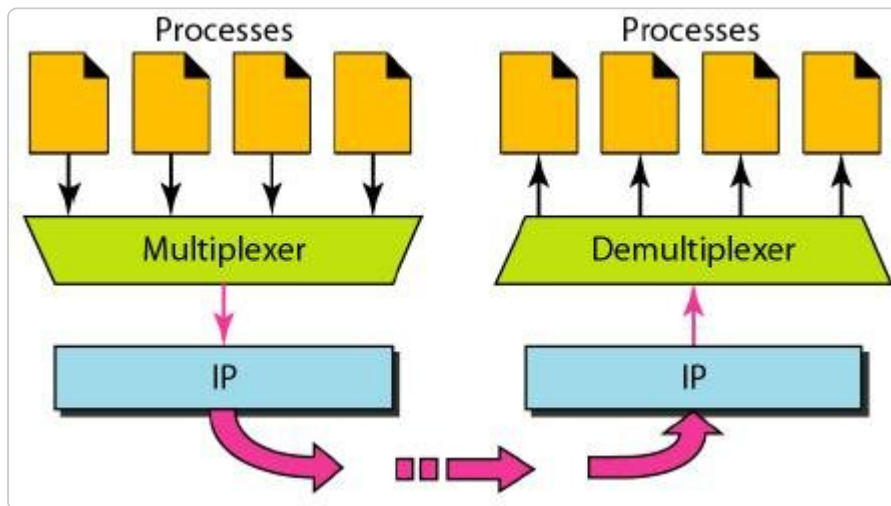 Processes
Processes
Multiplexer
Demultiplexer
IP
IP